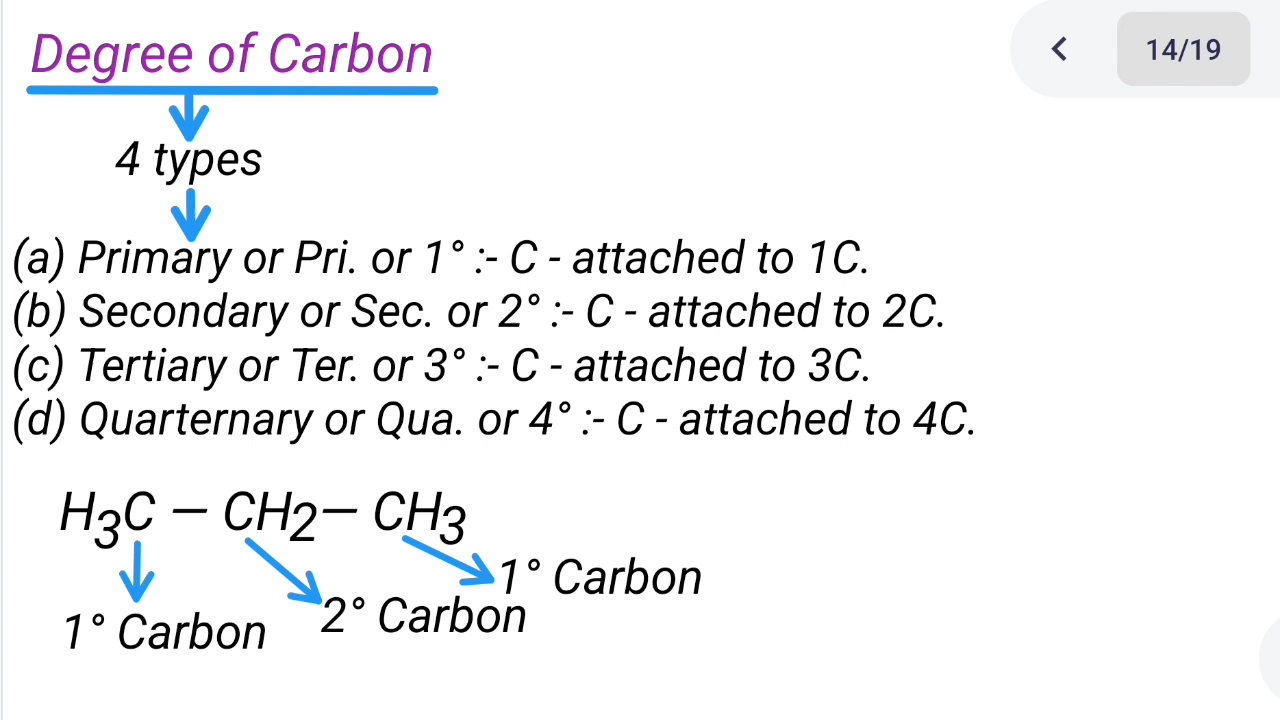 Degree of Carbon
14/19
4 types
(a) Primary or Pri. or 1° :- C - attached to 1C.
(b) Secondary or Sec. or 2° :- C - attached to 2C.
(c) Tertiary or Ter. or 3° :- C - attached to 3C.
(d) Quarternary or Qua. or 4° :- C - attached to 4C.
H3C — CH2 — CH3
1° Carbon
2° Carbon
1° Carbon